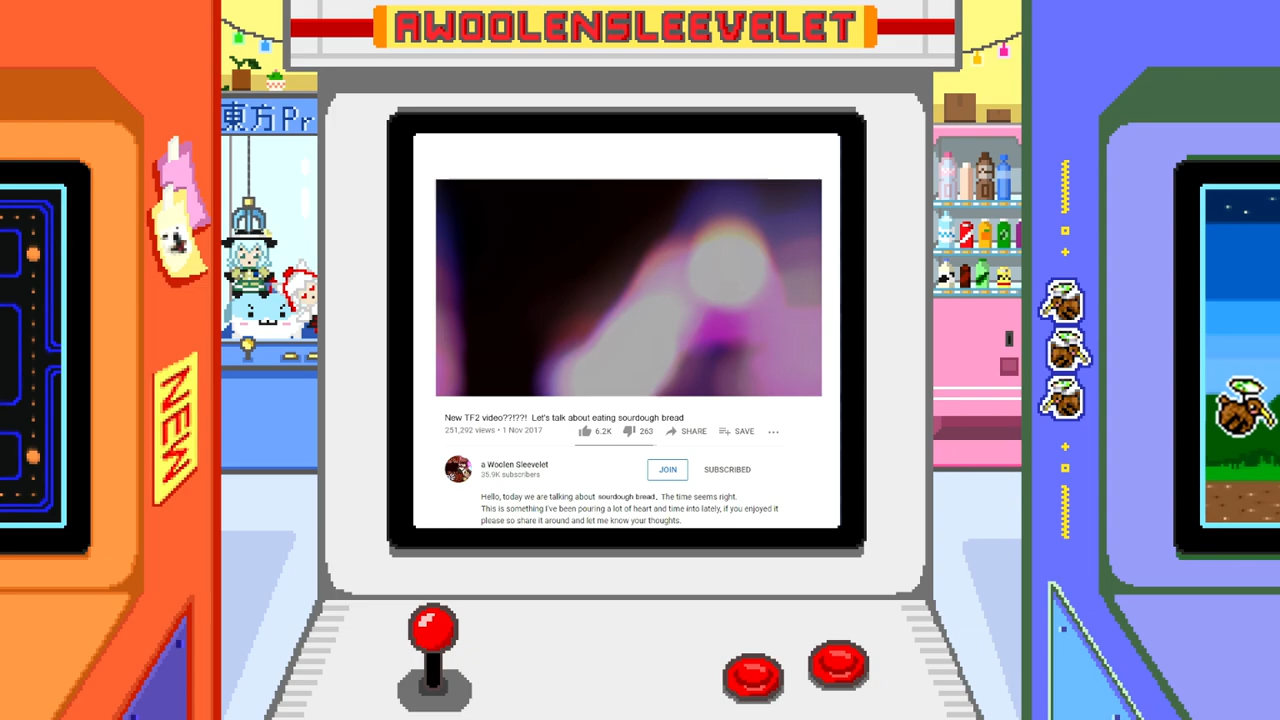 AWOOLENSLEEVELET
東方Pr
NEW
New TF2 video??!??! Let's talk about eating sourdough bread
251,292 views • 1 Nov 2017
6.2K
263
SHARE
SAVE
a Woolen Sleevelet
35.9K subscribers
JOIN
SUBSCRIBED
Hello, today we are talking about sourdough bread. The time seems right.
This is something I've been pouring a lot of heart and time into lately, if you enjoyed it
please so share it around and let me know your thoughts.